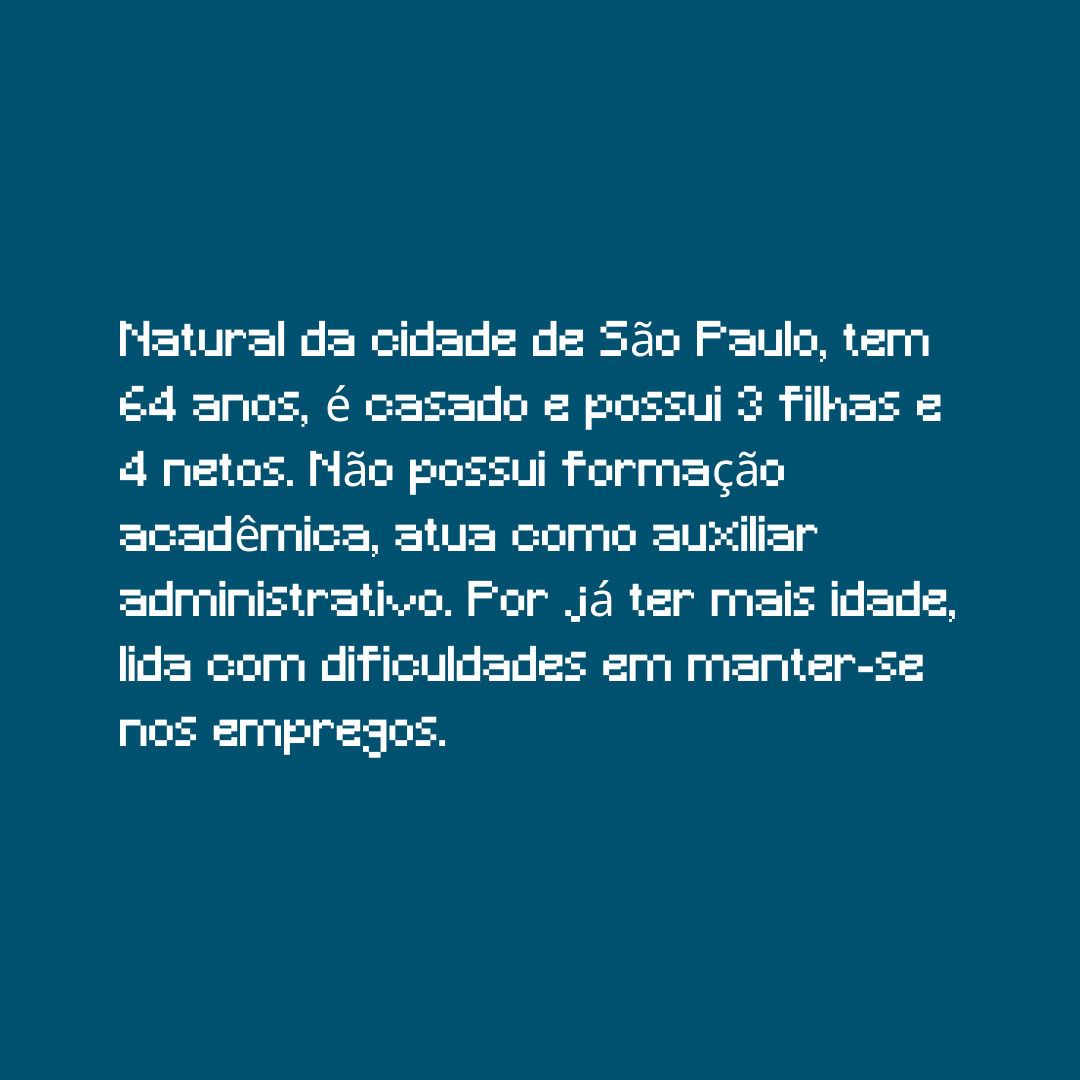 Natural da cidade de São Paulo, tem
64 anos, é casado e possui 3 filhas e
4 netos. Não possui formação
acadêmica, atua como auxiliar
administrativo. Por já ter mais idade,
lida com dificuldades em manter-se
nos empregos.